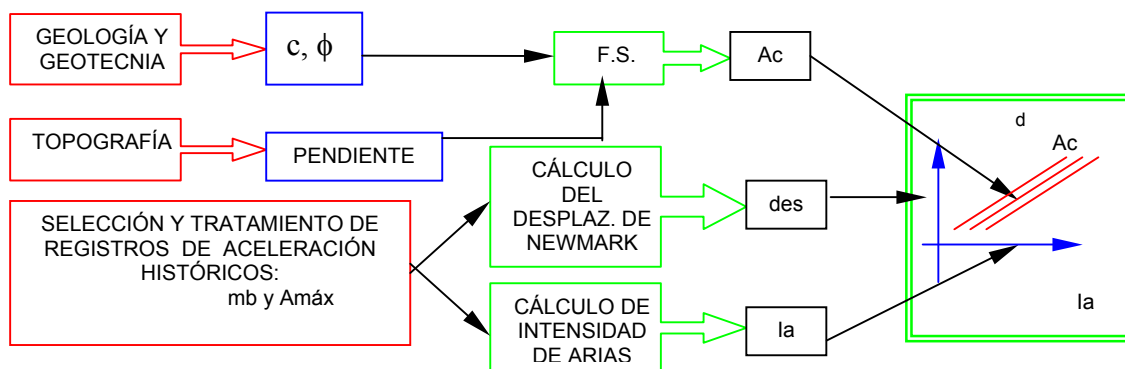 GEOLOGÍA Y
GEOTECNIA
c, ϕ
F.S.
Ac
TOPOGRAFÍA
PENDIENTE
SELECCIÓN Y TRATAMIENTO DE
REGISTROS DE ACELERACIÓN
HISTÓRICOS:
mb y Amáx
CÁLCULO
DEL
DESPLAZ. DE
NEWMARK
des
CÁLCULO DE
INTENSIDAD
DE ARIAS
Ia
d
Ac
Ia